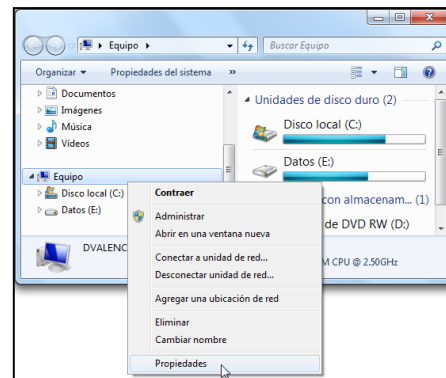 Equipo
Buscar Equipo
Organizar
Propiedades del sistema
»
Documentos
Imágenes
Música
Vídeos
Equipo
Disco local (C:)
Datos (E:)
Unidades de disco duro (2)
Disco local (C:)
Datos (E:)
con almacenam... (1)
de DVD RW (D:)
DVALENC
M CPU @ 2.50GHz
Contraer
Administrar
Abrir en una ventana nueva
Conectar a unidad de red...
Desconectar unidad de red...
Agregar una ubicación de red
Eliminar
Cambiar nombre
Propiedades